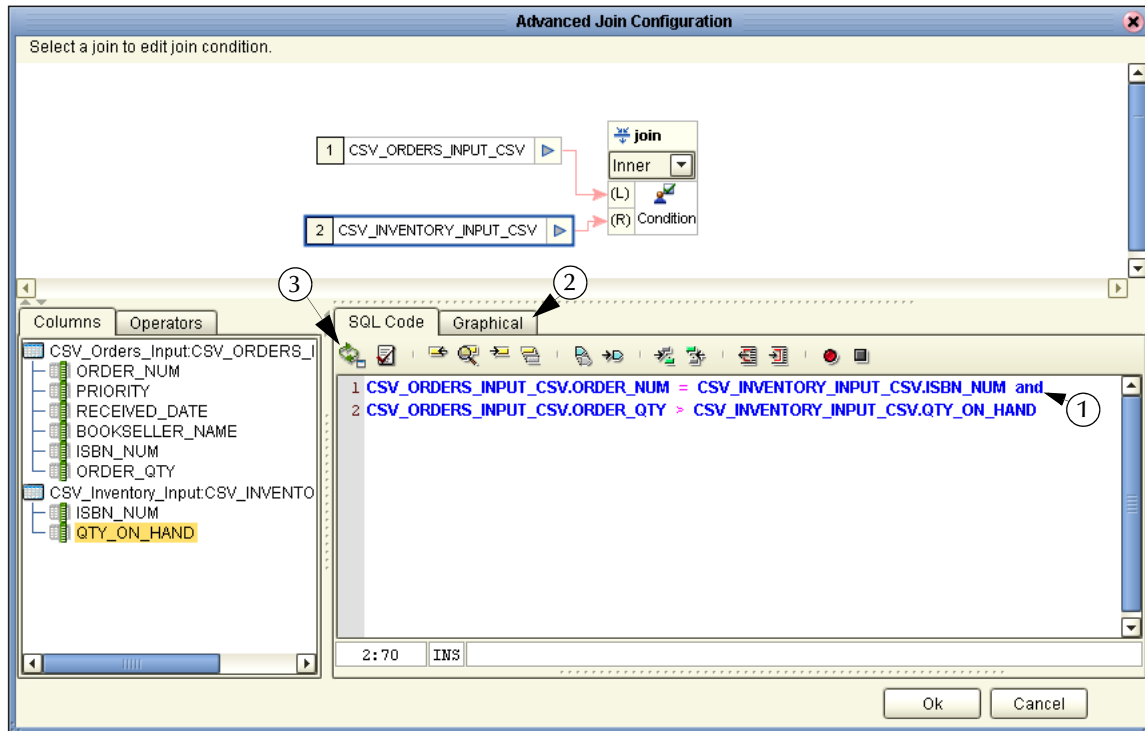 Advanced Join Configuration
Select a join to edit join condition.
join
1 CSV_ORDERS_INPUT_CSV
Inner
(L)
2 CSV_INVENTORY_INPUT_CSV
(R) Condition
3
2
Columns Operators
CSV_Orders_Input:CSV_ORDERS_I
ORDER_NUM
PRIORITY
RECEIVED_DATE
BOOKSELLER_NAME
ISBN_NUM
ORDER_QTY
CSV_Inventory_Input:CSV_INVENTO
ISBN_NUM
QTY_ON_HAND
SQL Code Graphical
1 CSV_ORDERS_INPUT_CSV.ORDER_NUM = CSV_INVENTORY_INPUT_CSV.ISBN_NUM and
2 CSV_ORDERS_INPUT_CSV.ORDER_QTY > CSV_INVENTORY_INPUT_CSV.QTY_ON_HAND
1
2:70 INS
Ok Cancel